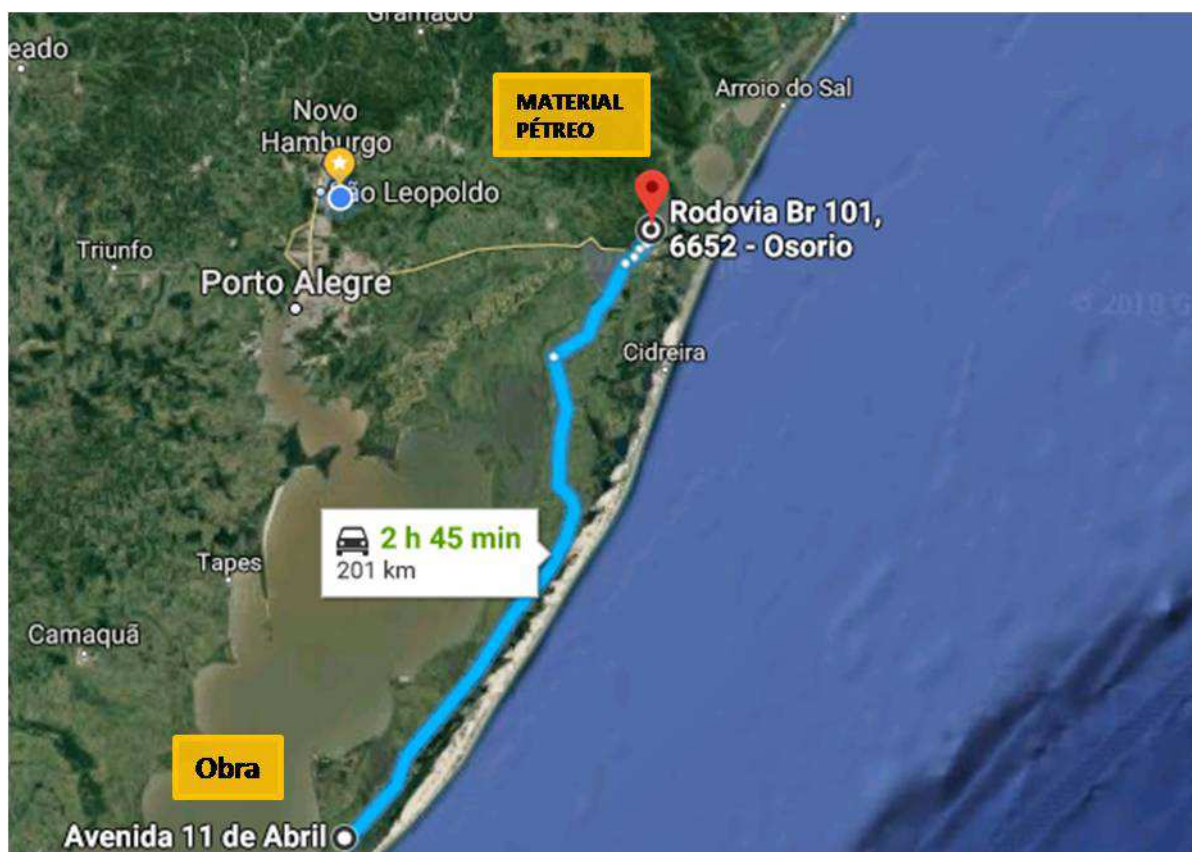 Gramado
eado
Arroio do Sal
MATERIAL
PÉTREO
Novo
Hamburgo
São Leopoldo
Rodovia Br 101,
6652 - Osorio
Triunfo
Porto Alegre
Cidreira
2 h 45 min
201 km
Tapes
Camaquã
Obra
Avenida 11 de Abril